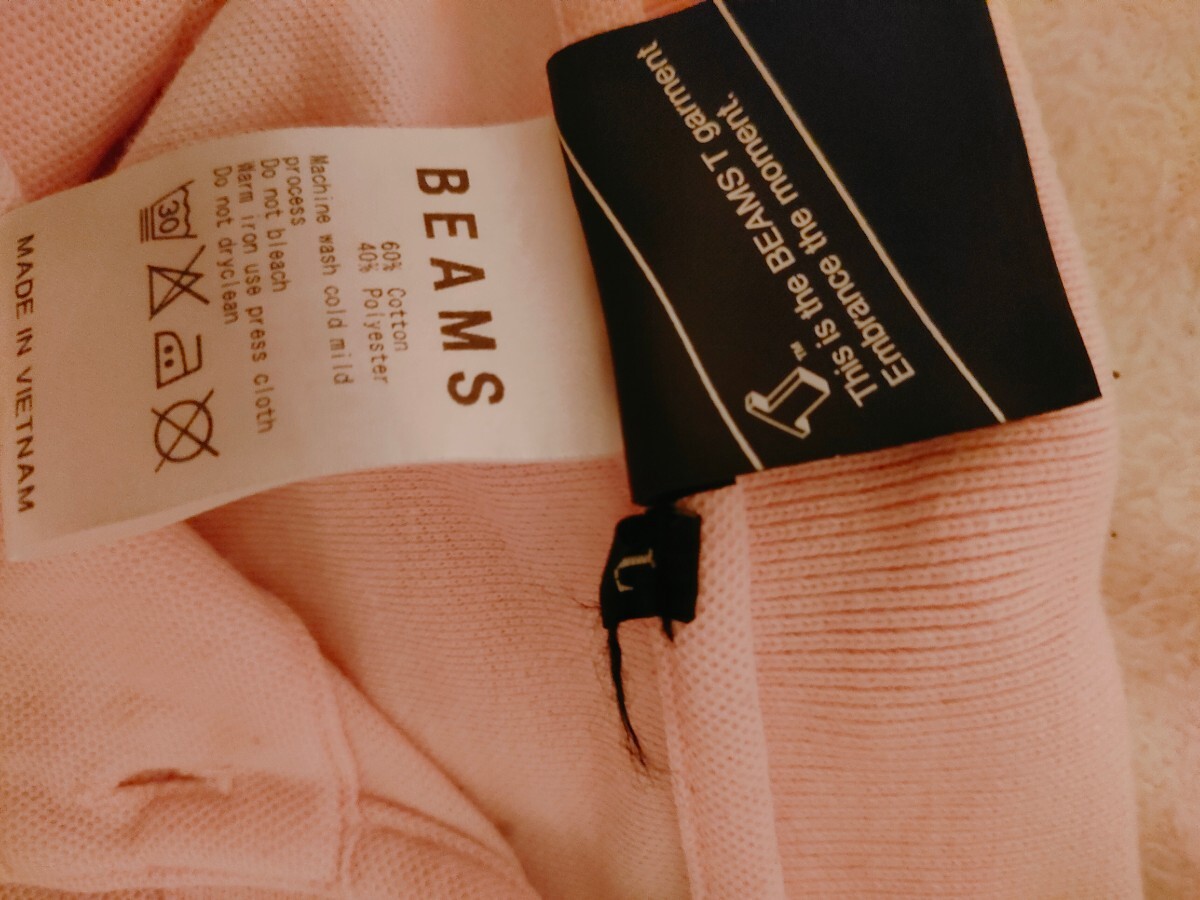 This is the BEAMS T garment
Embrance the moment.
TM
L
BEAMS
60% Cotton
40% Polyester
Machine wash cold mild
process
Do not bleach
Warm iron use press cloth
Do not dryclean
30
MADE IN VIETNAM